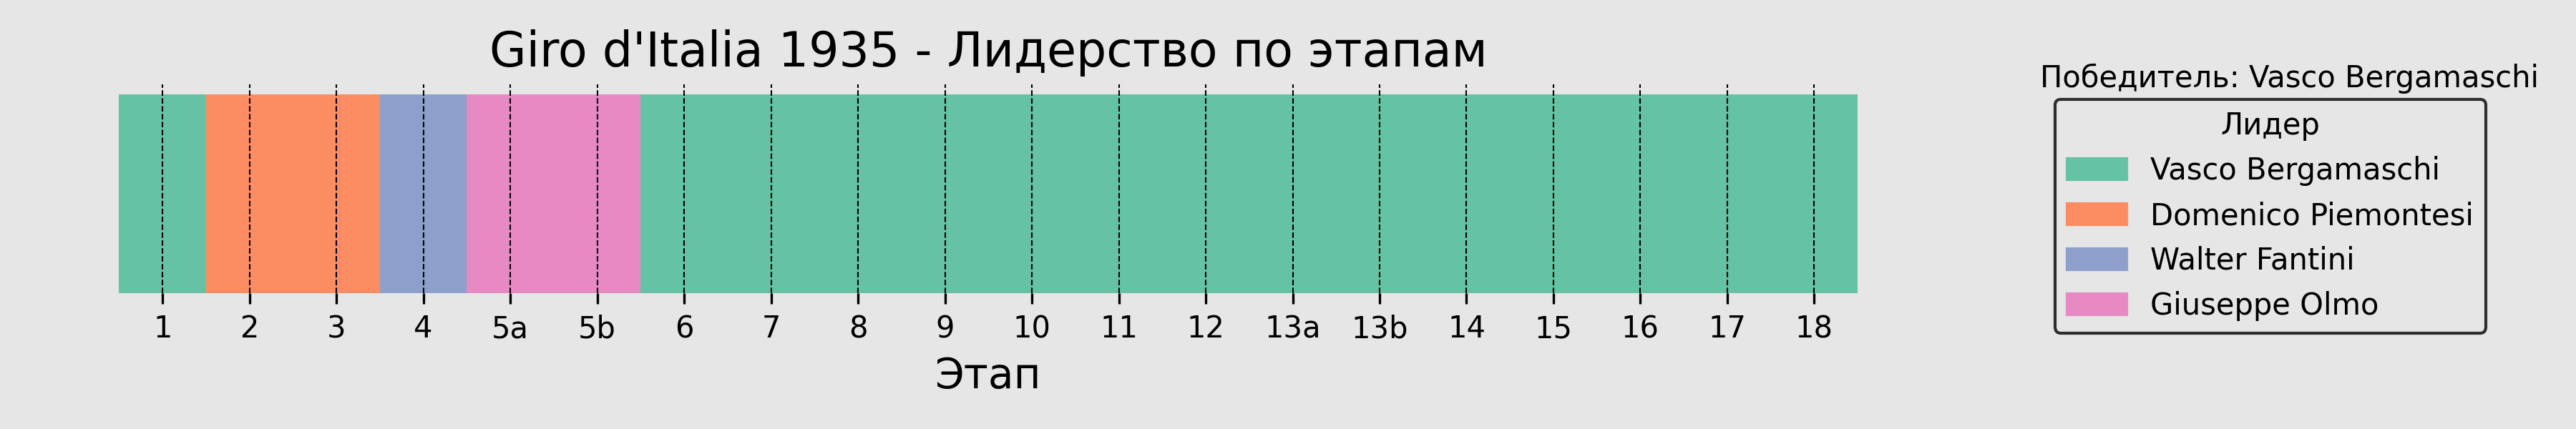 Giro d'Italia 1935 - Лидерство по этапам
1 2 3 4 5a 5b 6 7 8 9 10 11 12 13a 13b 14 15 16 17 18
Этап
Победитель: Vasco Bergamaschi
Лидер
Vasco Bergamaschi
Domenico Piemontesi
Walter Fantini
Giuseppe Olmo